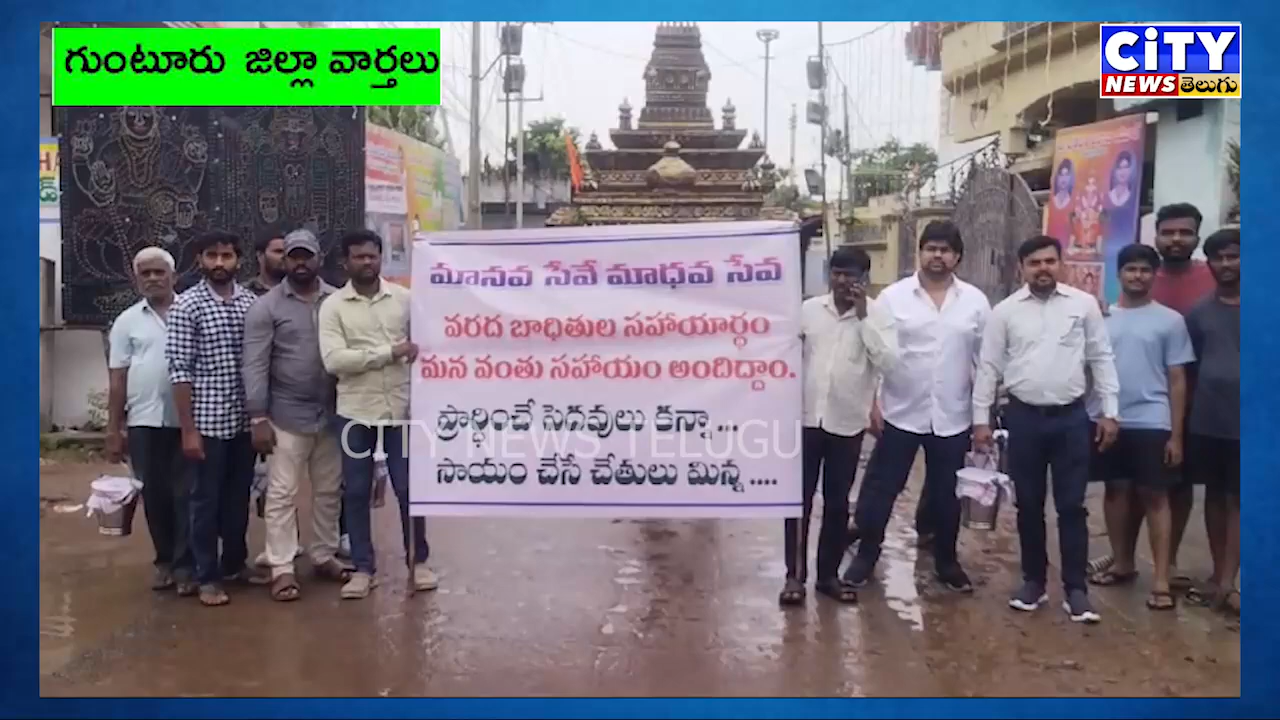 గుంటూరు జిల్లా వార్తలు
CiTY
NEWS తెలుగు
మానవ సేవే మాధవ సేవ
వరద బాధితుల సహాయార్ధం
మన వంతు సహాయం అందిద్దాం.
ప్రార్ధించే పెదవులు కన్నా...
సాయం చేసే చేతులు మిన్న....
CITY NEWS TELUGU